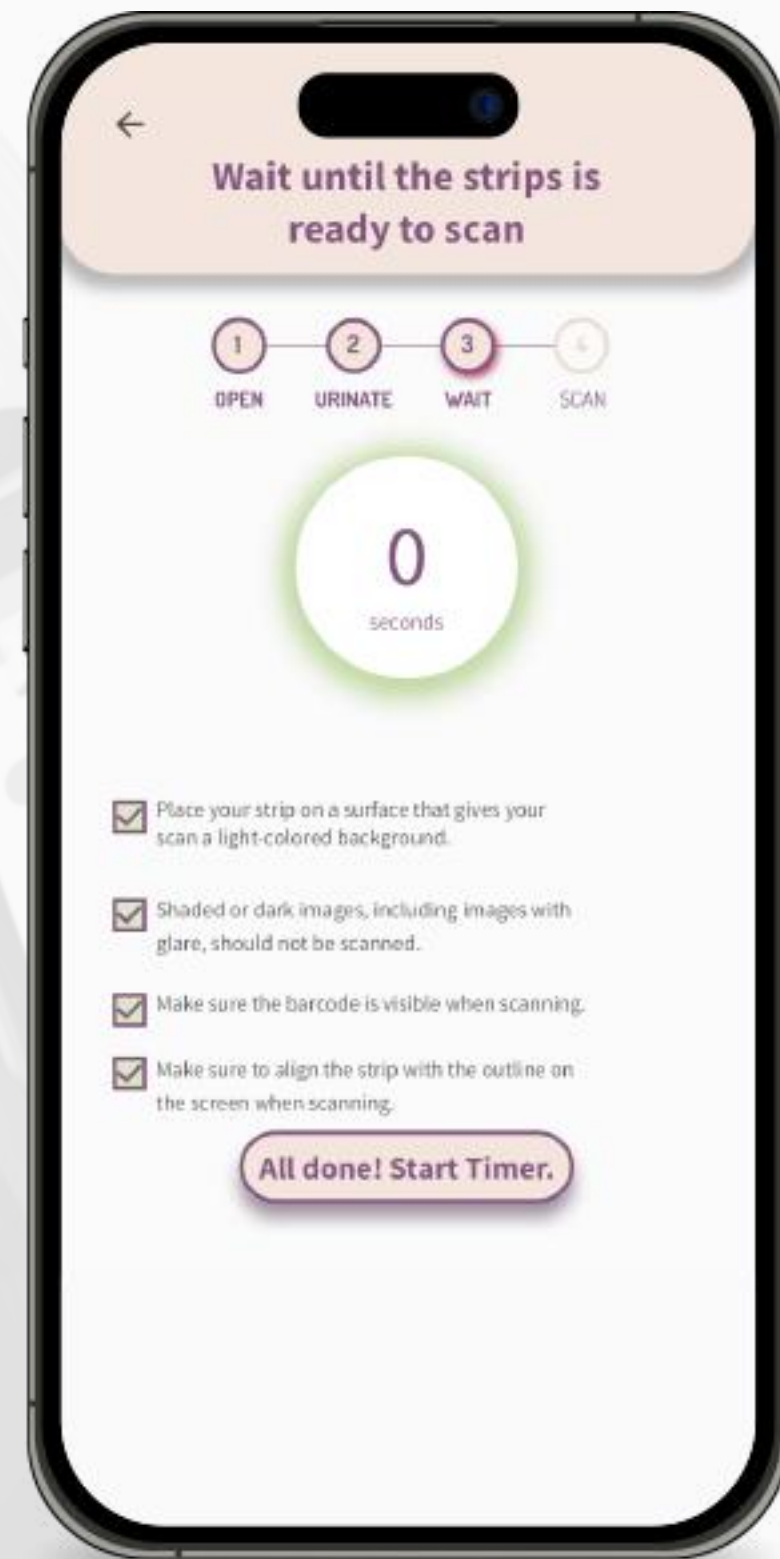 Wait until the strips is
ready to scan
1
2
3
4
OPEN
URINATE
WAIT
SCAN
0
seconds
Place your strip on a surface that gives your
scan a light-colored background.
Shaded or dark images, including images with
glare, should not be scanned.
Make sure the barcode is visible when scanning.
Make sure to align the strip with the outline on
the screen when scanning.
All done! Start Timer.